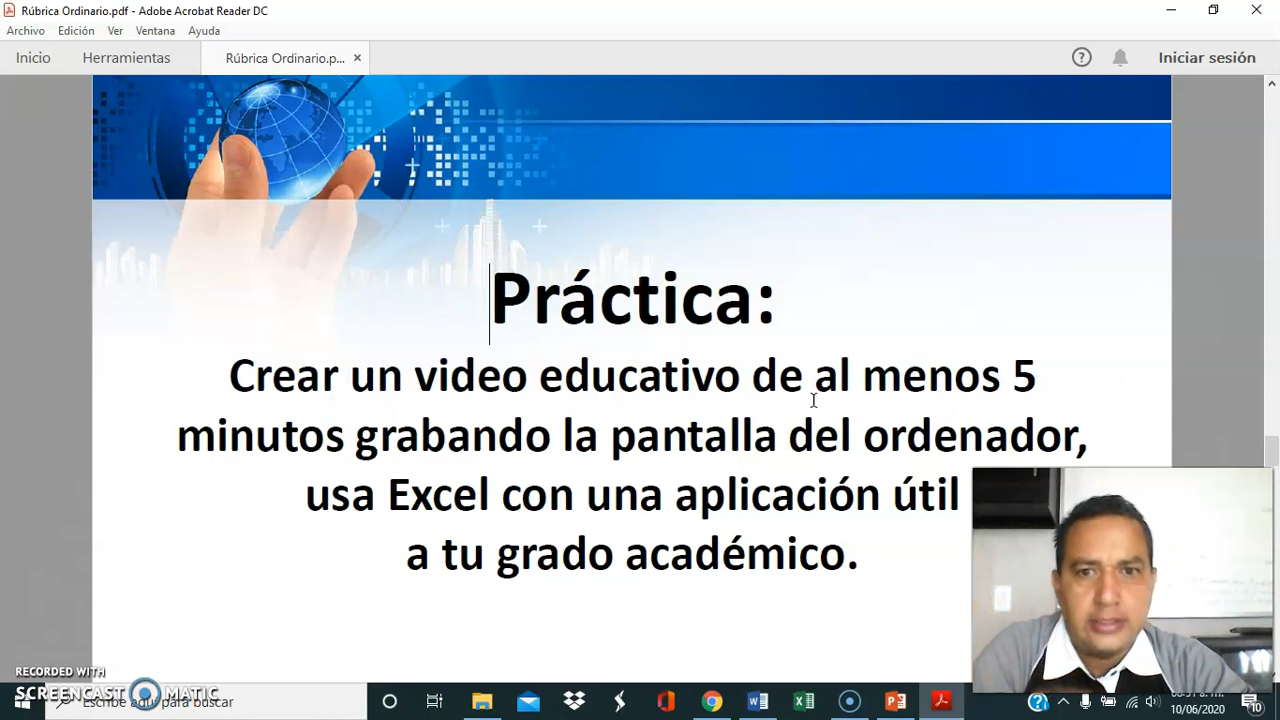 Rúbrica Ordinario.pdf - Adobe Acrobat Reader DC
Archivo Edición Ver Ventana Ayuda
Inicio Herramientas Rúbrica Ordinario.p... × Iniciar sesión
Práctica:
Crear un video educativo de al menos 5
minutos grabando la pantalla del ordenador,
usa Excel con una aplicación útil
a tu grado académico.
RECORDED WITH
SCREENCAST MATIC
Escribe aquí para buscar
10/06/2020
10